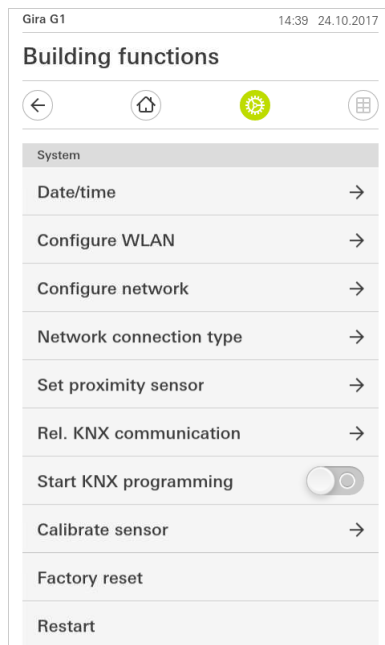 Gira G1 14:39 24.10.2017
Building functions
System
Date/time
Configure WLAN
Configure network
Network connection type
Set proximity sensor
Rel. KNX communication
Start KNX programming
Calibrate sensor
Factory reset
Restart